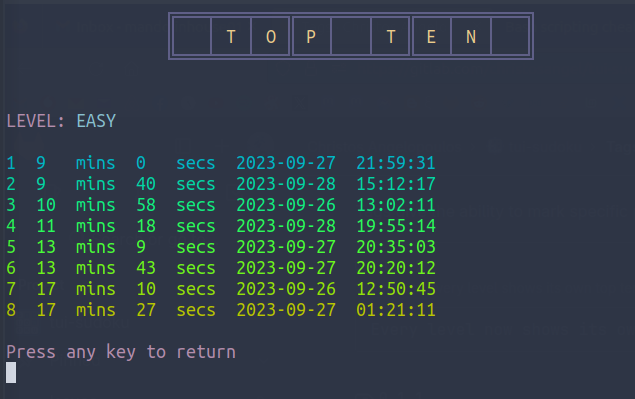 TOP TEN
LEVEL: EASY
1 9 mins 0 secs 2023-09-27 21:59:31
2 9 mins 40 secs 2023-09-28 15:12:17
3 10 mins 58 secs 2023-09-26 13:02:11
4 11 mins 18 secs 2023-09-28 19:55:14
5 13 mins 9 secs 2023-09-27 20:35:03
6 13 mins 43 secs 2023-09-27 20:20:12
7 17 mins 10 secs 2023-09-26 12:50:45
8 17 mins 27 secs 2023-09-27 01:21:11
Press any key to return